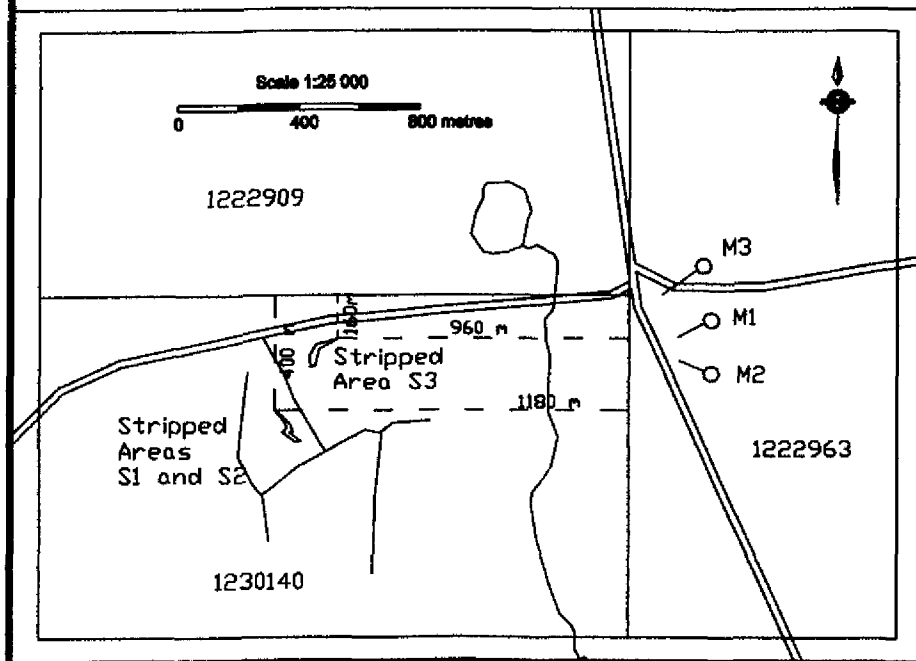 Scale 1:25 000
0 400 800 metres
1222909
M3
M1
M2
960 m
400 m
Stripped
Area S3
1180 m
Stripped
Areas
S1 and S2
1222963
1230140